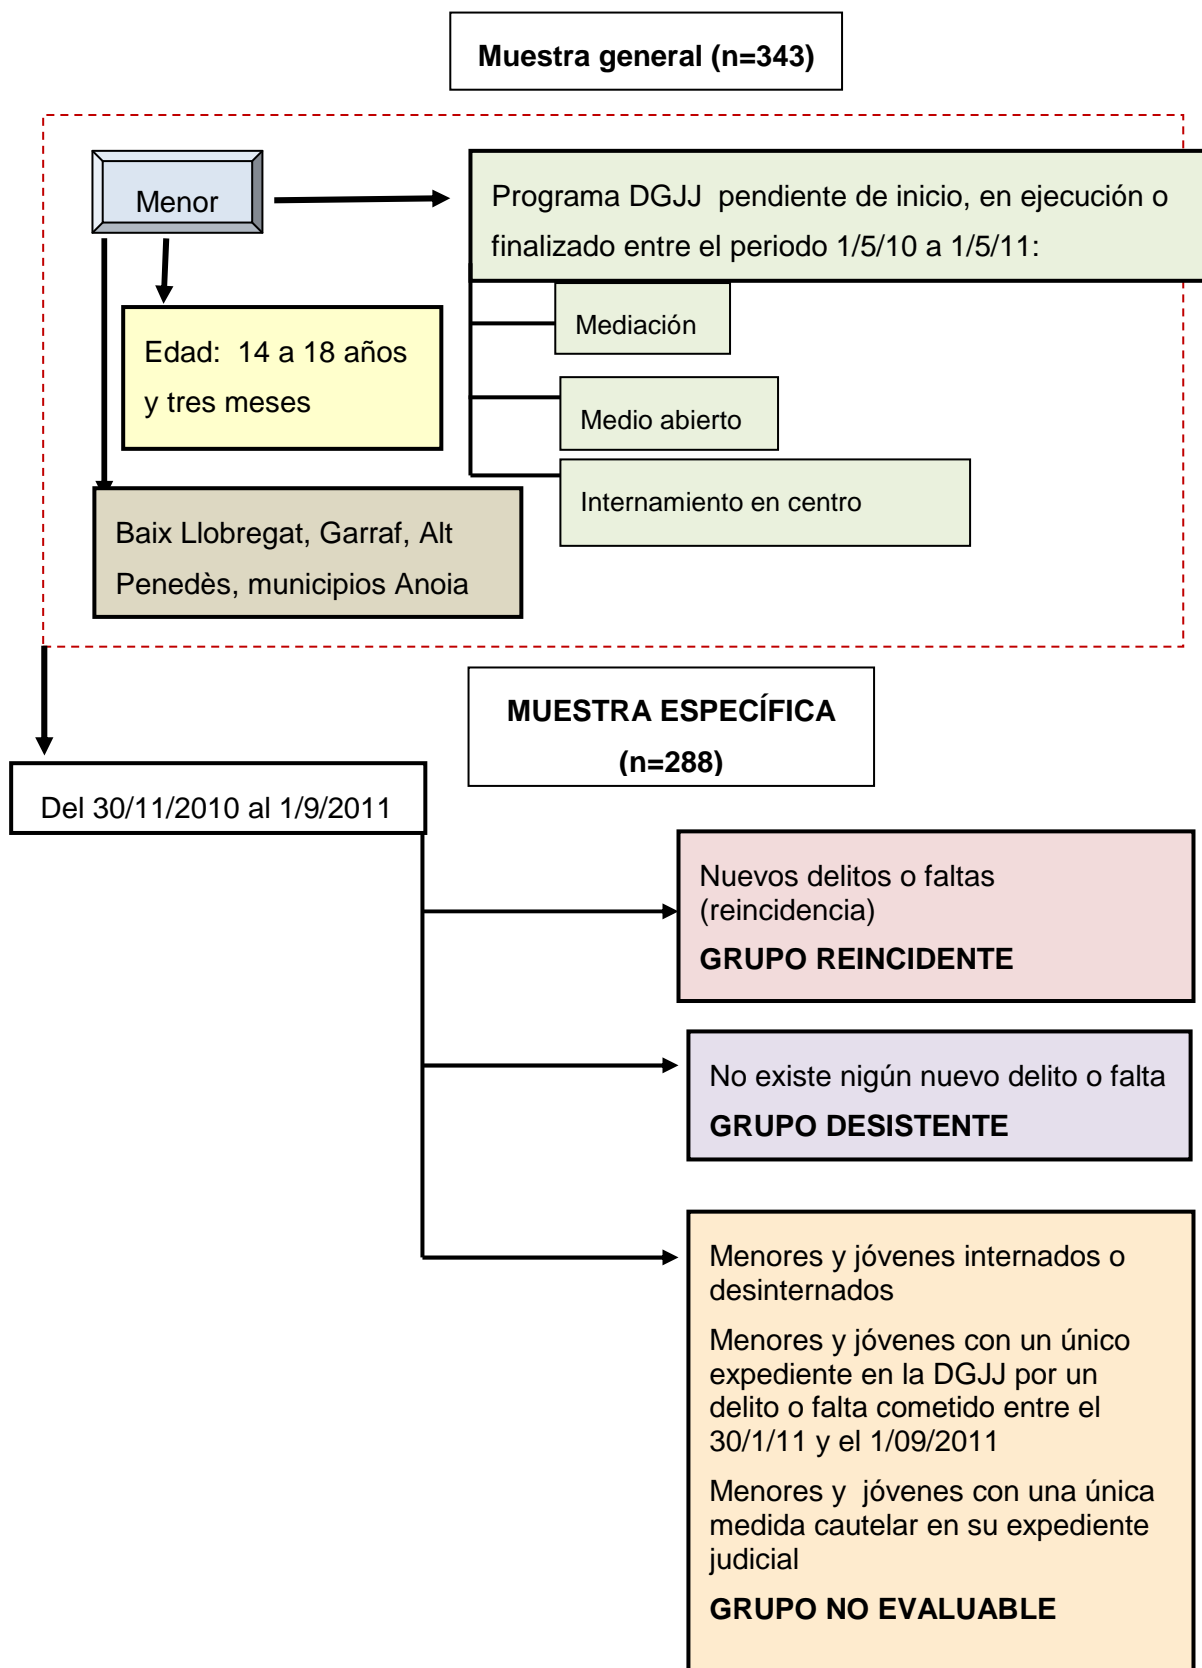 Muestra general (n=343)
Menor
Programa DGJJ pendiente de inicio, en ejecución o
finalizado entre el periodo 1/5/10 a 1/5/11:
Mediación
Edad: 14 a 18 años
y tres meses
Medio abierto
Internamiento en centro
Baix Llobregat, Garraf, Alt
Penedès, municipios Anoia
MUESTRA ESPECÍFICA
(n=288)
Del 30/11/2010 al 1/9/2011
Nuevos delitos o faltas
(reincidencia)
GRUPO REINCIDENTE
No existe nigún nuevo delito o falta
GRUPO DESISTENTE
Menores y jóvenes internados o
desinternados
Menores y jóvenes con un único
expediente en la DGJJ por un
delito o falta cometido entre el
30/1/11 y el 1/09/2011
Menores y jóvenes con una única
medida cautelar en su expediente
judicial
GRUPO NO EVALUABLE